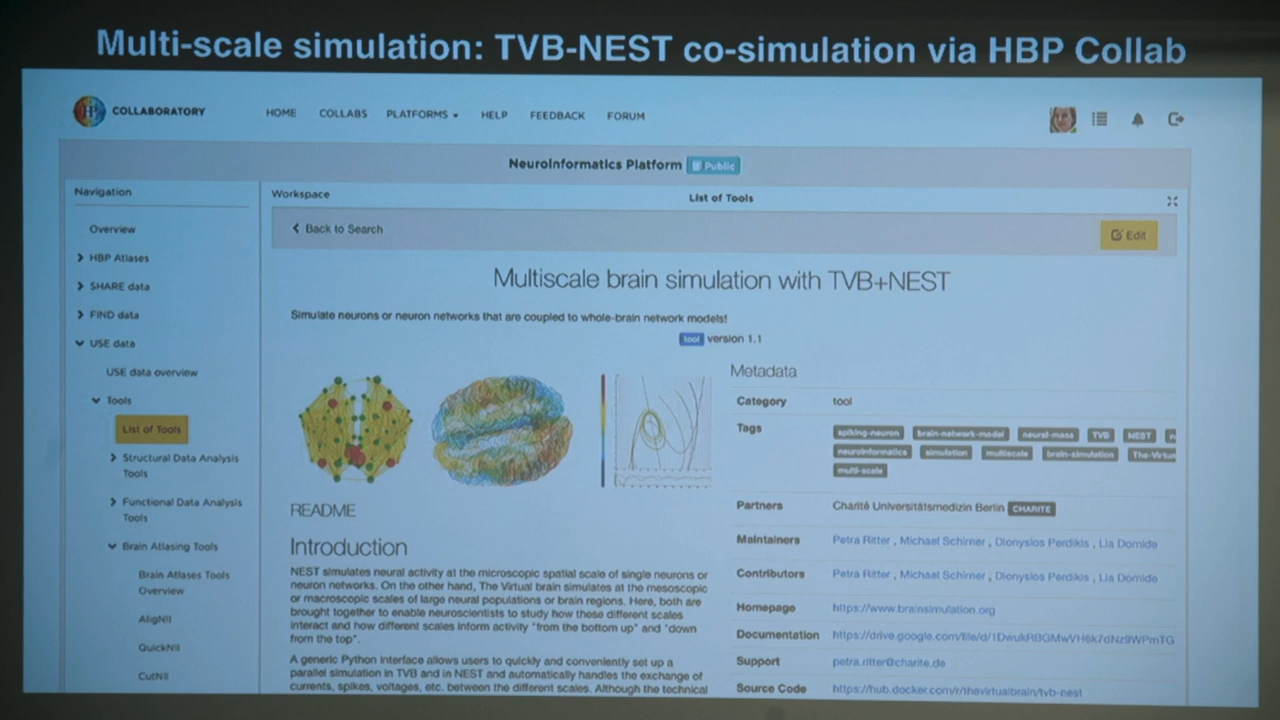 Multi-scale simulation: TVB-NEST co-simulation via HBP Collab
COLLABORATORY
HOME
COLLABS
PLATFORMS
HELP
FEEDBACK
FORUM
NeuroInformatics Platform
Public
Navigation
Overview
HBP Atlases
SHARE data
FIND data
USE data
USE data overview
Tools
List of Tools
Structural Data Analysis
Tools
Functional Data Analysis
Tools
Brain Atlasing Tools
Brain Atlases Tools
Overview
AligNII
QuickNII
CutNII
Workspace
List of Tools
Back to Search
Edit
Multiscale brain simulation with TVB+NEST
Simulate neurons or neuron networks that are coupled to whole-brain network models!
tool version 1.1
README
Introduction
NEST simulates neural activity at the microscopic spatial scale of single neurons or
neuron networks. On the other hand, The Virtual brain simulates at the mesoscopic
or macroscopic scales of large neural populations or brain regions. Here, both are
brought together to enable neuroscientists to study how these different scales
interact and how different scales inform activity "from the bottom up" and "down
from the top".
A generic Python interface allows users to quickly and conveniently set up a
parallel simulation in TVB and in NEST and automatically handles the exchange of
currents, spikes, voltages, etc. between the different scales. Although the technical
Metadata
Category tool
Tags spiking-neuron brain-network-model neural-mass TVB NEST
neuroinformatics simulation multiscale brain-simulation The-Virtua
multi-scale
Partners Charité Universitätsmedizin Berlin CHARITE
Maintainers Petra Ritter , Michael Schirner , Dionysios Perdikis , Lia Domide
Contributors Petra Ritter , Michael Schirner , Dionysios Perdikis , Lia Domide
Homepage https://www.brainsimulation.org
Documentation
Support petra.ritter@charite.de
Source Code https://hub.docker.com/r/thevirtualbrain/tvb-nest